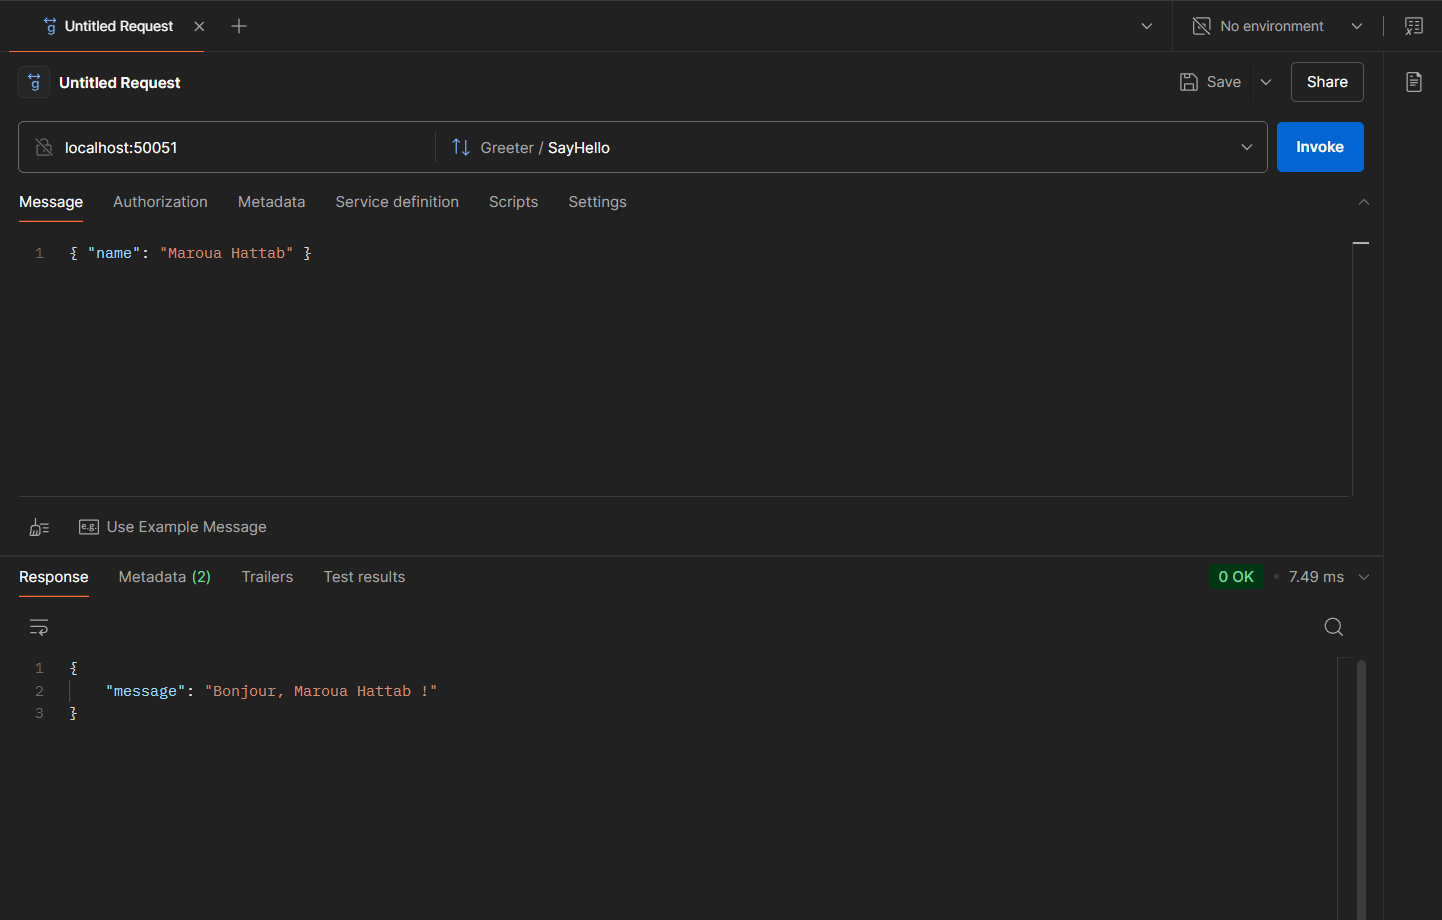 Untitled Request
No environment
Untitled Request
Save
Share
localhost:50051
Greeter / SayHello
Invoke
Message Authorization Metadata Service definition Scripts Settings
1 { "name": "Maroua Hattab" }
e.g. Use Example Message
Response Metadata (2) Trailers Test results
0 OK • 7.49 ms
1 {
2 "message": "Bonjour, Maroua Hattab !"
3 }